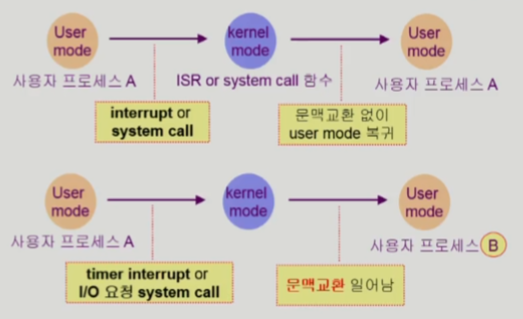 User
mode
kernel
mode
User
mode
사용자 프로세스 A
ISR or system call 함수
사용자 프로세스 A
interrupt or
system call
문맥교환 없이
user mode 복귀
User
mode
kernel
mode
User
mode
사용자 프로세스 A
사용자 프로세스 B
timer interrupt or
I/O 요청 system call
문맥교환 일어남